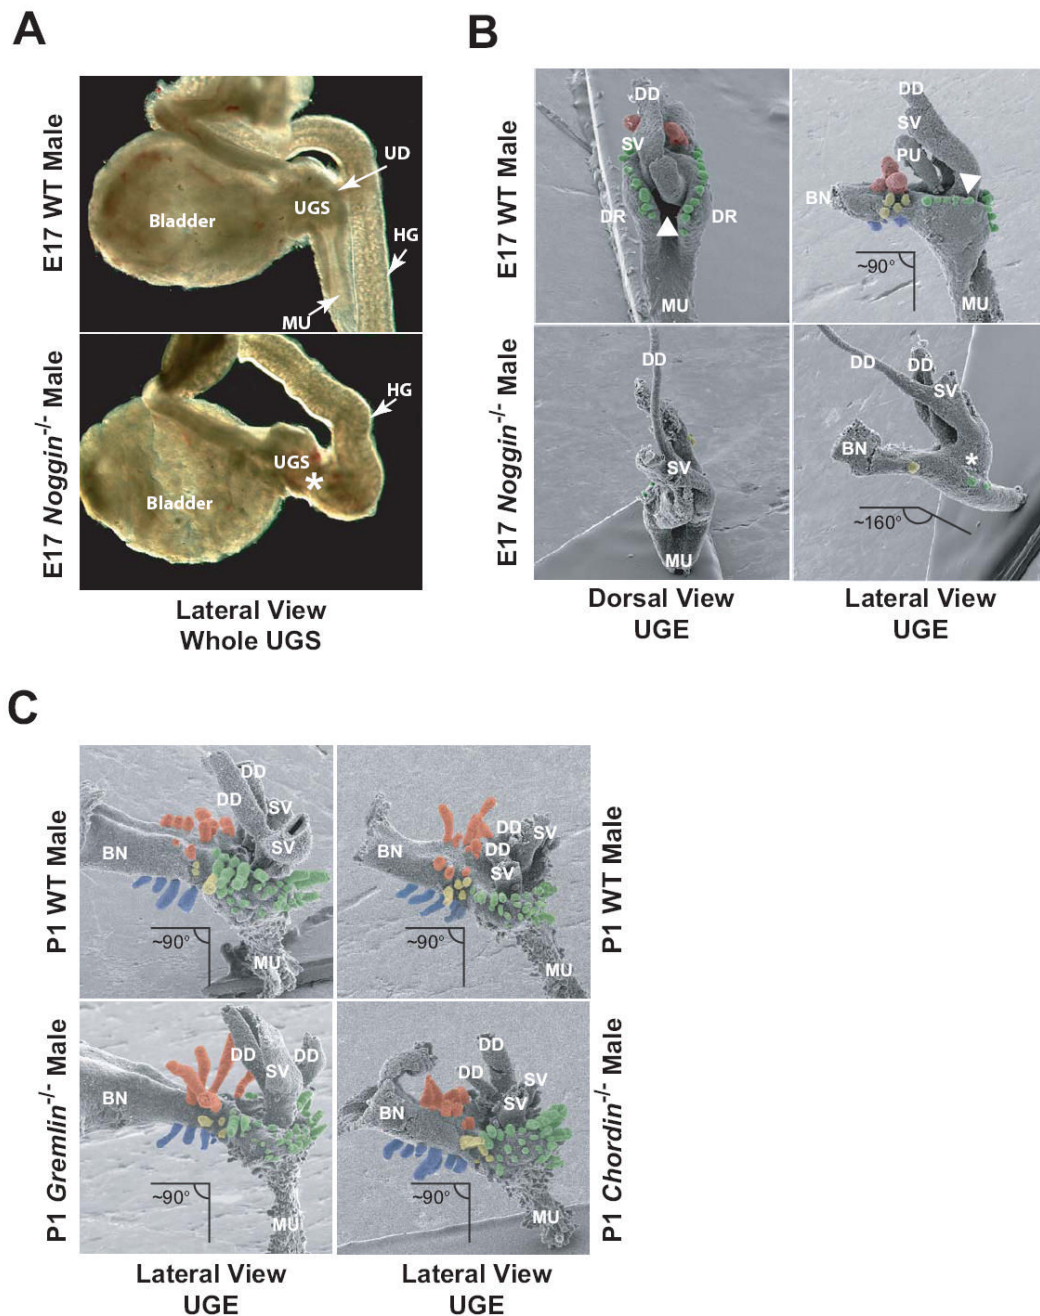 A
E17 WT Male
Bladder
UGS
UD
HG
MU
E17 Noggin-/- Male
Bladder
UGS
*
HG
Lateral View
Whole UGS
B
E17 WT Male
DD
SV
DR
DR
MU
DD
SV
PU
BN
~90°
MU
E17 Noggin-/- Male
DD
SV
MU
DD
DD
SV
BN
*
~160°
Dorsal View
UGE
Lateral View
UGE
C
P1 WT Male
DD
DD
SV
SV
BN
~90°
MU
BN
DD
SV
DD
SV
~90°
MU
P1 WT Male
P1 Gremlin-/- Male
DD
DD
SV
BN
~90°
MU
DD
DD
SV
SV
BN
~90°
MU
P1 Chordin-/- Male
Lateral View
UGE
Lateral View
UGE